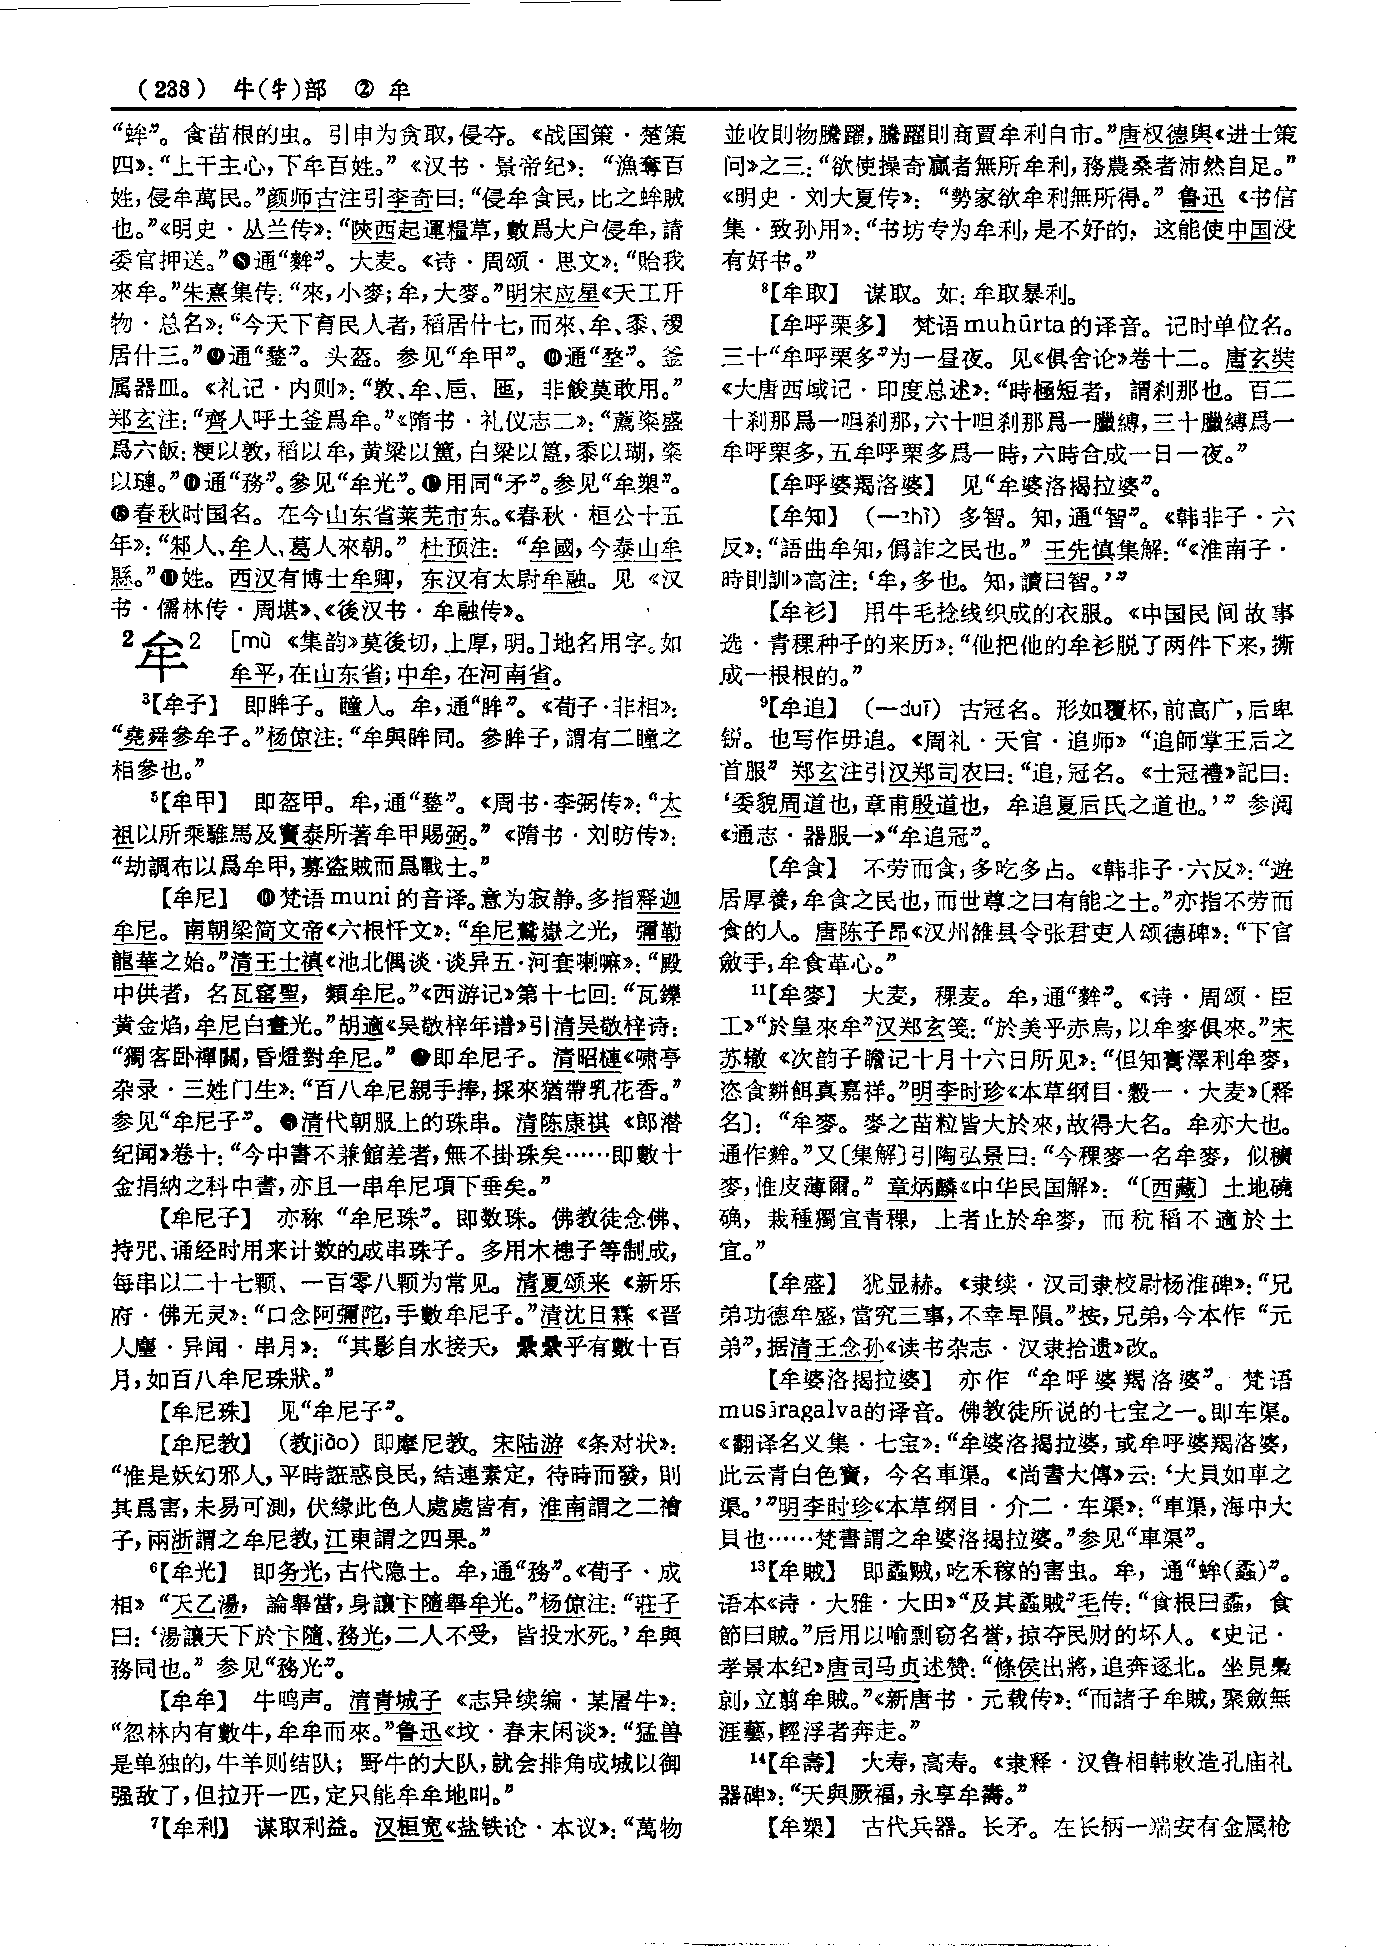 (238) 牛(牜)部 ② 牟
“蛑”。食苗根的虫。引申为贪取,侵夺。《战国策·楚策
四》:“上干主心,下牟百姓。”《汉书·景帝纪》:“漁奪百
姓,侵牟萬民。”颜师古注引李奇曰:“侵牟食民,比之蛑賊
也。”《明史·丛兰传》:“陝西起運糧草,數爲大户侵牟,請
委官押送。”❽通“麰”。大麦。《诗·周颂·思文》:“貽我
來牟。”朱熹集传:“來,小麥;牟,大麥。”明宋应星《天工开
物·总名》:“今天下育民人者,稻居什七,而來、牟、黍、稷
居什三。”❾通“鍪”。头盔。参见“牟甲”。❿通“堥”。釜
属器皿。《礼记·内则》:“敦、牟、卮、匜,非餕莫敢用。”
郑玄注:“齊人呼土釜爲牟。”《隋书·礼仪志二》:“薦粢盛
爲六飯:粳以敦,稻以牟,黄粱以簠,白粱以簋,黍以瑚,粢
以璉。”⓫通“務”。參见“牟光”。⓬用同“矛”。参见“牟槊”。
⓭春秋时国名。在今山东省莱芜市东。《春秋·桓公十五
年》:“邾人、牟人、葛人來朝。”杜预注:“牟國,今泰山牟
縣。”⓮姓。西汉有博士牟卿,东汉有太尉牟融。见《汉
书·儒林传·周堪》、《後汉书·牟融传》。
2牟2 [mù 《集韵》莫後切,上厚,明。]地名用字。如
牟平,在山东省;中牟,在河南省。
3【牟子】 即眸子。瞳人。牟,通“眸”。《荀子·非相》:
“堯舜參牟子。”杨倞注:“牟與眸同。參眸子,謂有二瞳之
相參也。”
5【牟甲】 即盔甲。牟,通“鍪”。《周书·李弼传》:“太
祖以所乘騅馬及竇泰所著牟甲賜弼。”《隋书·刘昉传》:
“劫調布以爲牟甲,募盗賊而爲戰士。”
【牟尼】 ❶梵语muni的音译。意为寂静。多指释迦
牟尼。南朝梁简文帝《六根忏文》:“牟尼鷲嶽之光,彌勒
龍華之始。”清王士禛《池北偶谈·谈异五·河套喇嘛》:“殿
中供者,名瓦窑聖,類牟尼。”《西游记》第十七回:“瓦鑠
黄金焰,牟尼白晝光。”胡適《吴敬梓年谱》引清吴敬梓诗:
“獨客卧禪關,昏燈對牟尼。”❷即牟尼子。清昭槤《啸亭
杂录·三姓门生》:“百八牟尼親手捧,採來猶帶乳花香。”
参见“牟尼子”。❸清代朝服上的珠串。清陈康祺《郎潜
纪闻》卷十:“今中書不兼館差者,無不掛珠矣……即數十
金捐納之科中書,亦且一串牟尼項下垂矣。”
【牟尼子】 亦称“牟尼珠”。即数珠。佛教徒念佛、
持咒、诵经时用来计数的成串珠子。多用木槵子等制成,
每串以二十七颗、一百零八颗为常见。清夏颂来《新乐
府·佛无灵》:“口念阿彌陀,手數牟尼子。”清沈日霖《晋
人麈·异闻·串月》:“其影自水接天,纍纍乎有數十百
月,如百八牟尼珠狀。”
【牟尼珠】 见“牟尼子”。
【牟尼教】 (教jiào)即摩尼教。宋陆游《条对状》:
“惟是妖幻邪人,平時誑惑良民,結連素定,待時而發,則
其爲害,未易可測,伏緣此色人處處皆有,淮南謂之二禬
子,兩浙謂之牟尼教,江東謂之四果。”
6【牟光】 即务光,古代隐士。牟,通“務”。《荀子·成
相》“天乙湯,論舉當,身讓卞隨舉牟光。”杨倞注:“莊子
曰:‘湯讓天下於卞隨、務光,二人不受,皆投水死。’牟與
務同也。”参见“務光”。
【牟牟】 牛鸣声。清青城子《志异续编·某屠牛》:
“忽林内有數牛,牟牟而來。”鲁迅《坟·春末闲谈》:“猛兽
是单独的,牛羊则结队;野牛的大队,就会排角成城以御
强敌了,但拉开一匹,定只能牟牟地叫。”
7【牟利】 谋取利益。汉桓宽《盐铁论·本议》:“萬物
並收則物騰躍,騰躍則商賈牟利自市。”唐权德舆《进士策
问》之三:“欲使操奇贏者無所牟利,務農桑者沛然自足。”
《明史·刘大夏传》:“勢家欲牟利無所得。”鲁迅《书信
集·致孙用》:“书坊专为牟利,是不好的,这能使中国没
有好书。”
8【牟取】 谋取。如:牟取暴利。
【牟呼栗多】 梵语muhūrta的译音。记时单位名。
三十“牟呼栗多”为一昼夜。见《俱舍论》卷十二。唐玄奘
《大唐西域记·印度总述》:“時極短者,謂刹那也。百二
十刹那爲一呾刹那,六十呾刹那爲一臘縛,三十臘縛爲一
牟呼栗多,五牟呼栗多爲一時,六時合成一日一夜。”
【牟呼婆羯洛婆】 见“牟婆洛揭拉婆”。
【牟知】 (—zhī)多智。知,通“智”。《韩非子·六
反》:“語曲牟知,僞詐之民也。”王先慎集解:“《淮南子·
時則訓》高注:‘牟,多也。知,讀曰智。’”
【牟衫】 用牛毛捻线织成的衣服。《中国民间故事
选·青稞种子的来历》:“他把他的牟衫脱了两件下来,撕
成一根根的。”
9【牟追】 (—duī)古冠名。形如覆杯,前高广,后卑
锐。也写作毋追。《周礼·天官·追师》“追師掌王后之
首服”郑玄注引汉郑司农曰:“追,冠名。《士冠禮》記曰:
‘委貌周道也,章甫殷道也,牟追夏后氏之道也。’”参阅
《通志·器服一》“牟追冠”。
【牟食】 不劳而食,多吃多占。《韩非子·六反》:“遊
居厚養,牟食之民也,而世尊之曰有能之士。”亦指不劳而
食的人。唐陈子昂《汉州雒县令张君吏人颂德碑》:“下官
斂手,牟食革心。”
11【牟麥】 大麦,稞麦。牟,通“麰”。《诗·周颂·臣
工》“於皇來牟”汉郑玄笺:“於美乎赤烏,以牟麥俱來。”宋
苏辙《次韵子瞻记十月十六日所见》:“但知膏澤利牟麥,
恣食餅餌真嘉祥。”明李时珍《本草纲目·穀一·大麦》〔释
名〕:“牟麥。麥之苗粒皆大於來,故得大名。牟亦大也。
通作麰。”又〔集解〕引陶弘景曰:“今稞麥一名牟麥,似穬
麥,惟皮薄爾。”章炳麟《中华民国解》:“〔西藏〕土地磽
确,栽種獨宜青稞,上者止於牟麥,而秔稻不適於土
宜。”
【牟盛】 犹显赫。《隶续·汉司隶校尉杨淮碑》:“兄
弟功德牟盛,當究三事,不幸早隕。”按,兄弟,今本作“元
弟”,据清王念孙《读书杂志·汉隶拾遗》改。
【牟婆洛揭拉婆】 亦作“牟呼婆羯洛婆”。梵语
musāragalva的译音。佛教徒所说的七宝之一。即车渠。
《翻译名义集·七宝》:“牟婆洛揭拉婆,或牟呼婆羯洛婆,
此云青白色寶,今名車渠。《尚書大傳》云:‘大貝如車之
渠。’”明李时珍《本草纲目·介二·车渠》:“車渠,海中大
貝也……梵書謂之牟婆洛揭拉婆。”参见“車渠”。
13【牟賊】 即蟊贼,吃禾稼的害虫。牟,通“蛑(蟊)”。
语本《诗·大雅·大田》“及其蟊賊”毛传:“食根曰蟊,食
節曰賊。”后用以喻剽窃名誉,掠夺民财的坏人。《史记·
孝景本纪》唐司马贞述赞:“條侯出將,追奔逐北。坐見梟
剠,立翦牟賊。”《新唐书·元载传》:“而諸子牟賊,聚斂無
涯藝,輕浮者奔走。”
14【牟壽】 大寿,高寿。《隶释·汉鲁相韩敕造孔庙礼
器碑》:“天與厥福,永享牟壽。”
【牟槊】 古代兵器。长矛。在长柄一端安有金属枪